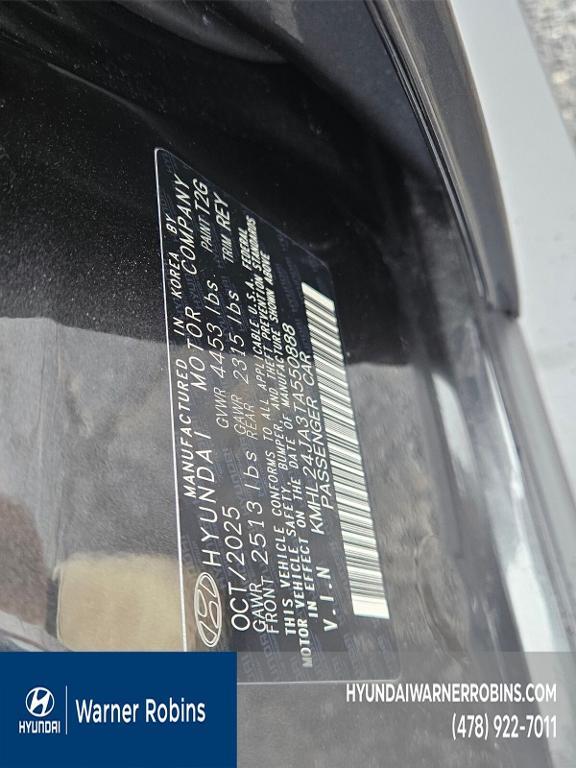 MANUFACTURED IN KOREA BY
HYUNDAI MOTOR COMPANY
OCT/2025 GVWR 4453 lbs PAINT T2G
GAWR FRONT 2513 lbs GAWR REAR 2315 lbs TRIM REY
THIS VEHICLE CONFORMS TO ALL APPLICABLE U.S.A. FEDERAL
MOTOR VEHICLE SAFETY, BUMPER, AND THEFT PREVENTION STANDARDS
IN EFFECT ON THE DATE OF MANUFACTURE SHOWN ABOVE
V.I.N KMHL24JA3TA550888
PASSENGER CAR
HYUNDAI
Warner Robins
HYUNDAIWARNERROBINS.COM
(478) 922-7011